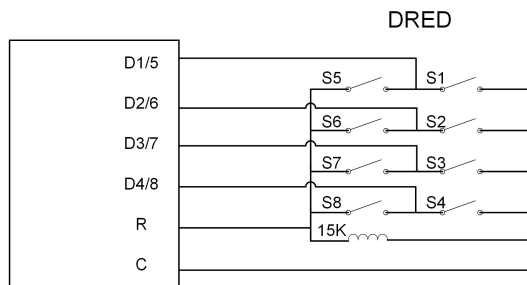 DRED
D1/5
S5 S1
D2/6
S6 S2
D3/7
S7 S3
D4/8
S8 S4
R
15K
C